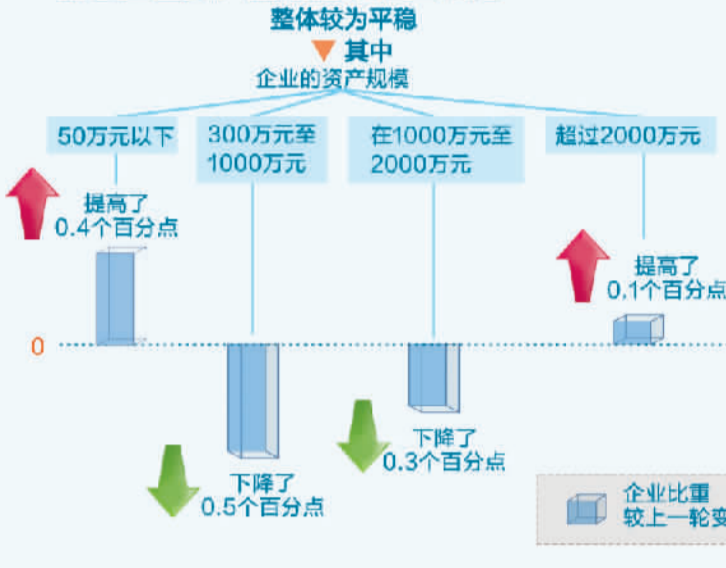 整体较为平稳
其中
企业的资产规模
50万元以下
300万元至
1000万元
在1000万元至
2000万元
超过2000万元
提高了
0.4个百分点
提高了
0.1个百分点
0
下降了
0.5个百分点
下降了
0.3个百分点
企业比重
较上一轮变